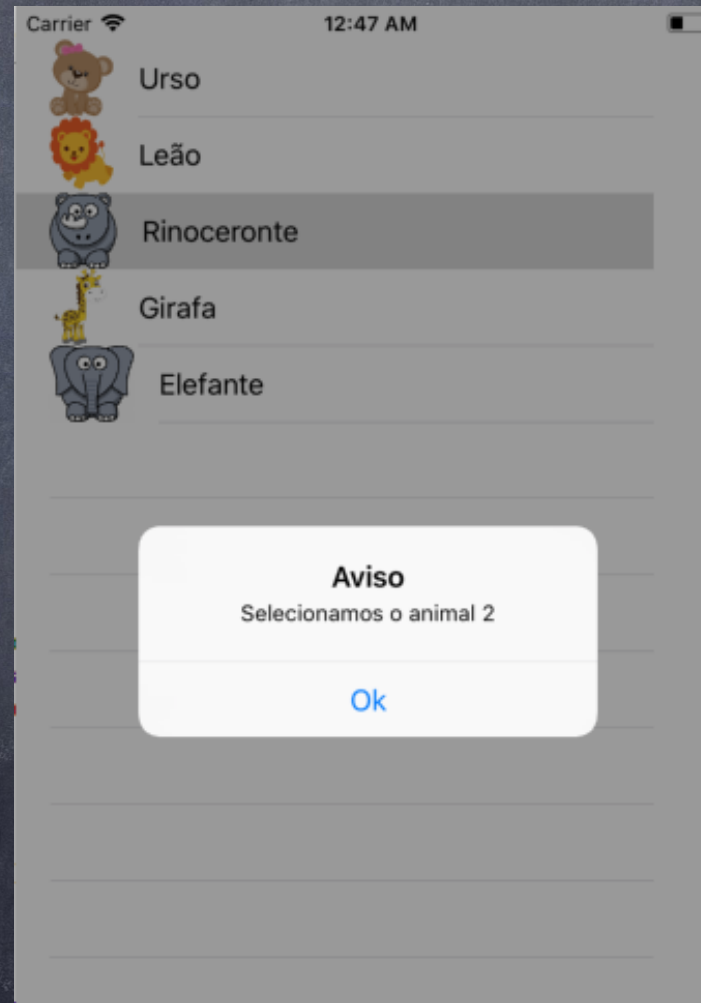 Carrier 12:47 AM
Urso
Leão
Rinoceronte
Girafa
Elefante
Aviso
Selecionamos o animal 2
Ok